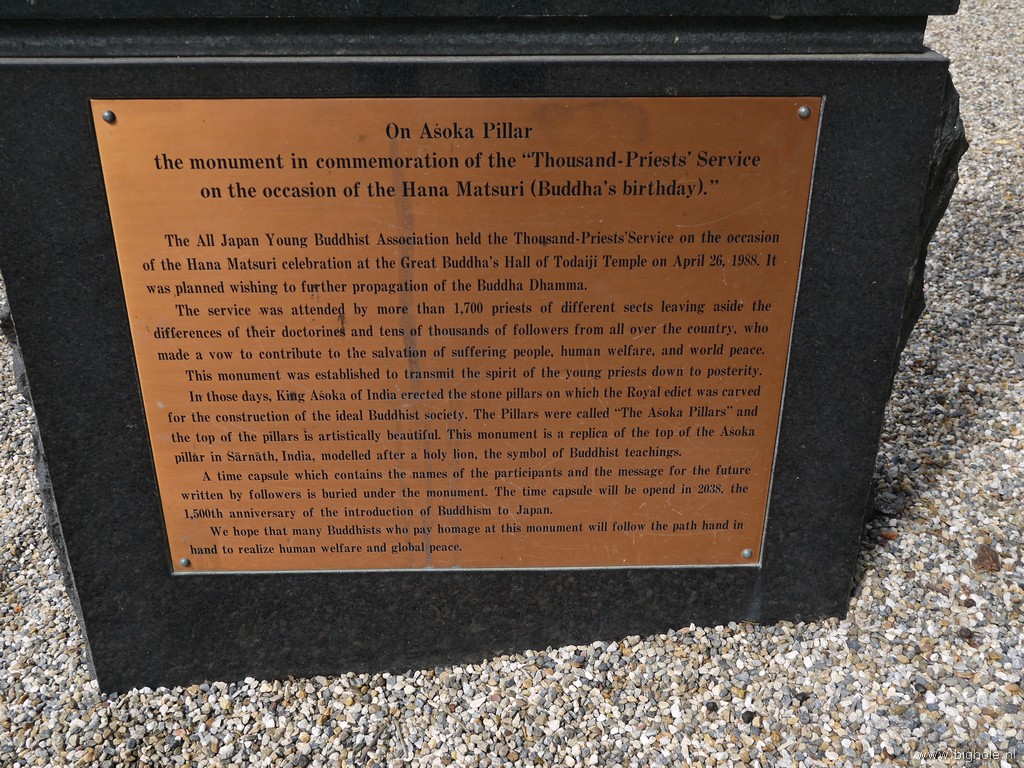 On Aśoka Pillar
the monument in commemoration of the "Thousand-Priests' Service
on the occasion of the Hana Matsuri (Buddha's birthday)."
The All Japan Young Buddhist Association held the Thousand-Priests'Service on the occasion
of the Hana Matsuri celebration at the Great Buddha's Hall of Todaiji Temple on April 26, 1988. It
was planned wishing to further propagation of the Buddha Dhamma.
The service was attended by more than 1,700 priests of different sects leaving aside the
differences of their doctorines and tens of thousands of followers from all over the country, who
made a vow to contribute to the salvation of suffering people, human welfare, and world peace.
This monument was established to transmit the spirit of the young priests down to posterity.
In those days, King Aśoka of India erected the stone pillars on which the Royal edict was carved
for the construction of the ideal Buddhist society. The Pillars were called "The Aśoka Pillars" and
the top of the pillars is artistically beautiful. This monument is a replica of the top of the Aśoka
pillar in Sārnāth, India, modelled after a holy lion, the symbol of Buddhist teachings.
A time capsule which contains the names of the participants and the message for the future
written by followers is buried under the monument. The time capsule will be opend in 2038, the
1,500th anniversary of the introduction of Buddhism to Japan.
We hope that many Buddhists who pay homage at this monument will follow the path hand in
hand to realize human welfare and global peace.
www.bighole.nl